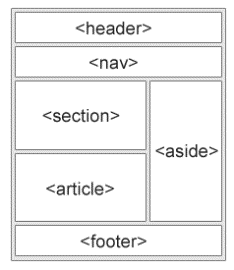 <header>
<nav>
<section>
<aside>
<article>
<footer>